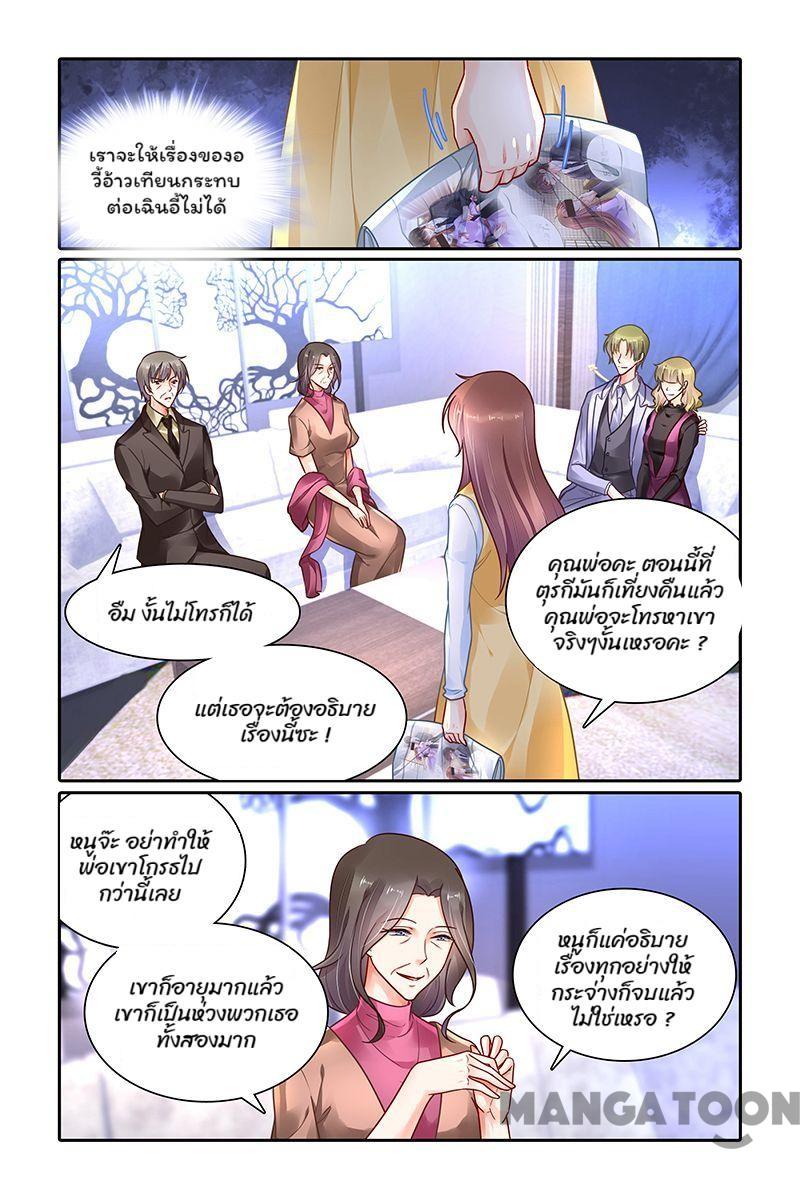 เราจะให้เรื่องของอ
วี้อ้าวเทียนกระทบ
ต่อเฉินอี้ไม่ได้
คุณพ่อคะ ตอนนี้ที่
ตุรกีมันก็เที่ยงคืนแล้ว
คุณพ่อจะโทรหาเขา
จริงๆงั้นเหรอคะ ?
อืม งั้นไม่โทรก็ได้
แต่เธอจะต้องอธิบาย
เรื่องนี้ซะ !
หนูจ๊ะ อย่าทำให้
พ่อเขาโกรธไป
กว่านี้เลย
เขาก็อายุมากแล้ว
เขาก็เป็นห่วงพวกเธอ
ทั้งสองมาก
หนูก็แค่อธิบาย
เรื่องทุกอย่างให้
กระจ่างก็จบแล้ว
ไม่ใช่เหรอ ?
MANGATOON